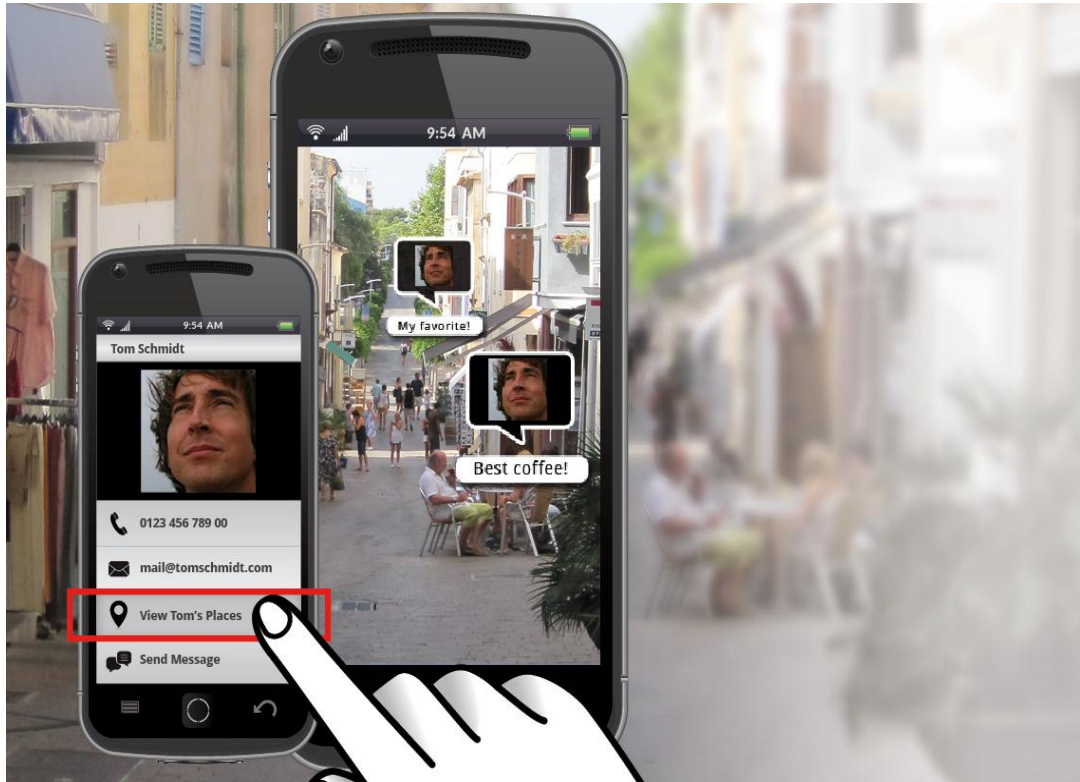 9:54 AM
My favorite!
Best coffee!
9:54 AM
Tom Schmidt
0123 456 789 00
mail@tomschmidt.com
View Tom's Places
Send Message